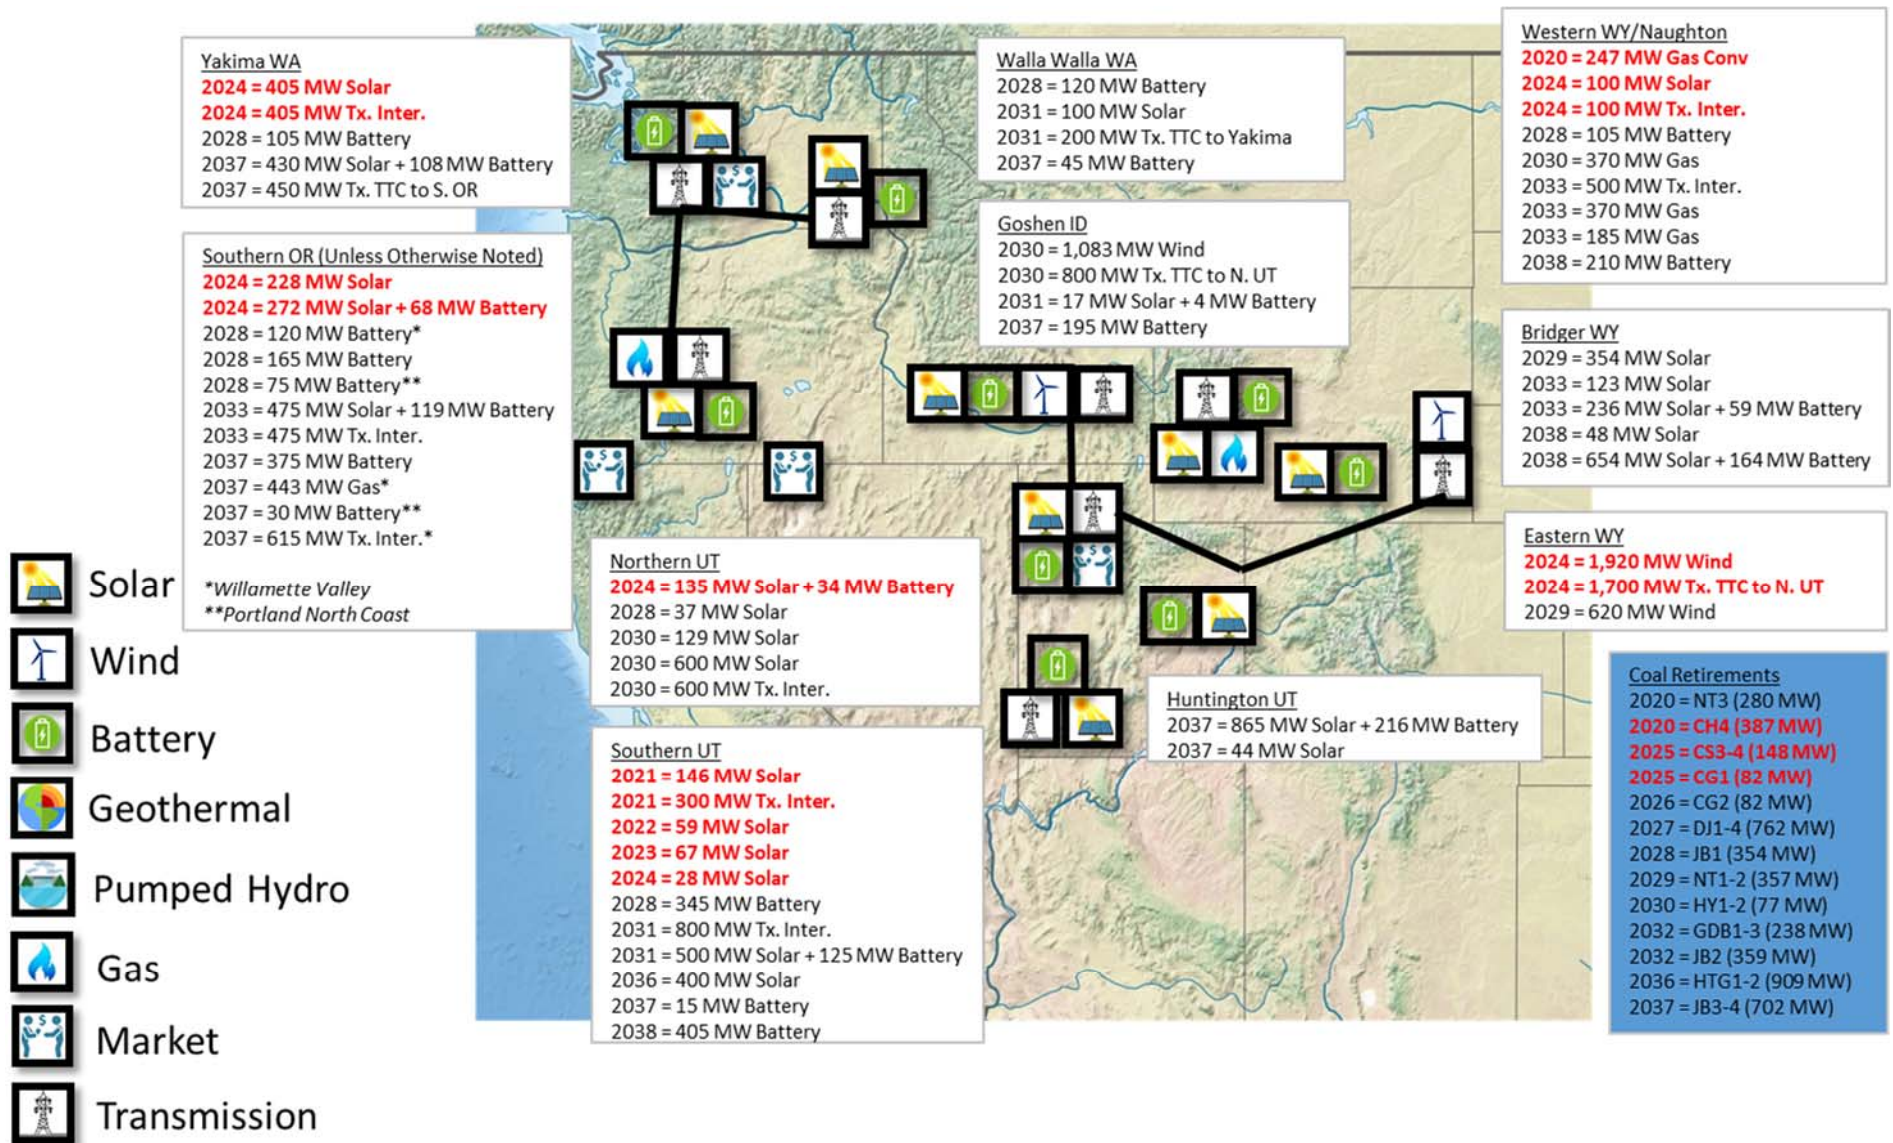 Yakima WA
2024 = 405 MW Solar
2024 = 405 MW Tx. Inter.
2028 = 105 MW Battery
2037 = 430 MW Solar + 108 MW Battery
2037 = 450 MW Tx. TTC to S. OR
Southern OR (Unless Otherwise Noted)
2024 = 228 MW Solar
2024 = 272 MW Solar + 68 MW Battery
2028 = 120 MW Battery*
2028 = 165 MW Battery
2028 = 75 MW Battery**
2033 = 475 MW Solar + 119 MW Battery
2033 = 475 MW Tx. Inter.
2037 = 375 MW Battery
2037 = 443 MW Gas*
2037 = 30 MW Battery**
2037 = 615 MW Tx. Inter.*
*Willamette Valley
**Portland North Coast
Walla Walla WA
2028 = 120 MW Battery
2031 = 100 MW Solar
2031 = 200 MW Tx. TTC to Yakima
2037 = 45 MW Battery
Goshen ID
2030 = 1,083 MW Wind
2030 = 800 MW Tx. TTC to N. UT
2031 = 17 MW Solar + 4 MW Battery
2037 = 195 MW Battery
Western WY/Naughton
2020 = 247 MW Gas Conv
2024 = 100 MW Solar
2024 = 100 MW Tx. Inter.
2028 = 105 MW Battery
2030 = 370 MW Gas
2033 = 500 MW Tx. Inter.
2033 = 370 MW Gas
2033 = 185 MW Gas
2038 = 210 MW Battery
Bridger WY
2029 = 354 MW Solar
2033 = 123 MW Solar
2033 = 236 MW Solar + 59 MW Battery
2038 = 48 MW Solar
2038 = 654 MW Solar + 164 MW Battery
Eastern WY
2024 = 1,920 MW Wind
2024 = 1,700 MW Tx. TTC to N. UT
2029 = 620 MW Wind
Northern UT
2024 = 135 MW Solar + 34 MW Battery
2028 = 37 MW Solar
2030 = 129 MW Solar
2030 = 600 MW Solar
2030 = 600 MW Tx. Inter.
Southern UT
2021 = 146 MW Solar
2021 = 300 MW Tx. Inter.
2022 = 59 MW Solar
2023 = 67 MW Solar
2024 = 28 MW Solar
2028 = 345 MW Battery
2031 = 800 MW Tx. Inter.
2031 = 500 MW Solar + 125 MW Battery
2036 = 400 MW Solar
2037 = 15 MW Battery
2038 = 405 MW Battery
Huntington UT
2037 = 865 MW Solar + 216 MW Battery
2037 = 44 MW Solar
Coal Retirements
2020 = NT3 (280 MW)
2020 = CH4 (387 MW)
2025 = CS3-4 (148 MW)
2025 = CG1 (82 MW)
2026 = CG2 (82 MW)
2027 = DJ1-4 (762 MW)
2028 = JB1 (354 MW)
2029 = NT1-2 (357 MW)
2030 = HY1-2 (77 MW)
2032 = GDB1-3 (238 MW)
2032 = JB2 (359 MW)
2036 = HTG1-2 (909 MW)
2037 = JB3-4 (702 MW)
Solar
Wind
Battery
Geothermal
Pumped Hydro
Gas
Market
Transmission